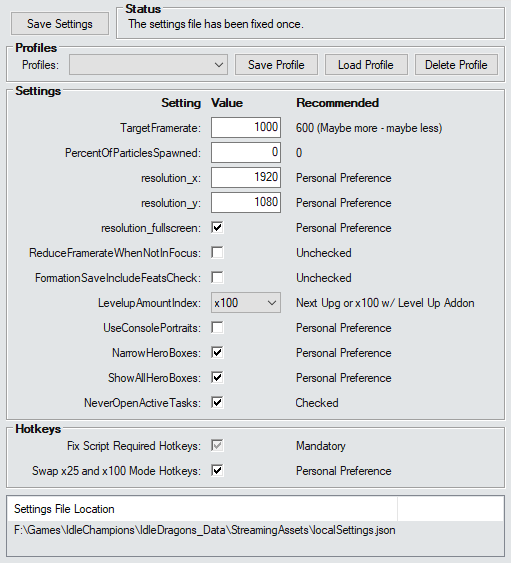 Status
Save Settings
The settings file has been fixed once.
Profiles
Profiles: Save Profile Load Profile Delete Profile
Settings
Setting Value Recommended
TargetFramerate: 1000 600 (Maybe more - maybe less)
PercentOfParticlesSpawned: 0 0
resolution_x: 1920 Personal Preference
resolution_y: 1080 Personal Preference
resolution_fullscreen: Personal Preference
ReduceFramerateWhenNotInFocus: Unchecked
FormationSaveIncludeFeatsCheck: Unchecked
LevelupAmountIndex: x100 Next Upg or x100 w/ Level Up Addon
UseConsolePortraits: Personal Preference
NarrowHeroBoxes: Personal Preference
ShowAllHeroBoxes: Personal Preference
NeverOpenActiveTasks: Checked
Hotkeys
Fix Script Required Hotkeys: Mandatory
Swap x25 and x100 Mode Hotkeys: Personal Preference
Settings File Location
F:\Games\IdleChampions\IdleDragons_Data\StreamingAssets\localSettings.json